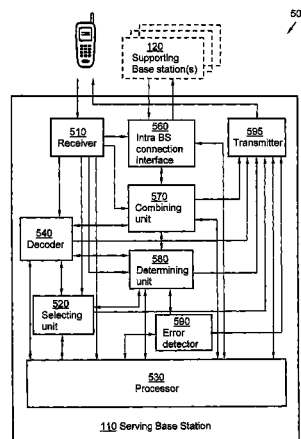 50
120
Supporting
Base station(s)
510
Receiver
560
Intra BS
connection
interface
595
Transmitter
570
Combining
unit
540
Decoder
580
Determining
unit
520
Selecting
unit
590
Error
detector
530
Processor
110 Serving Base Station